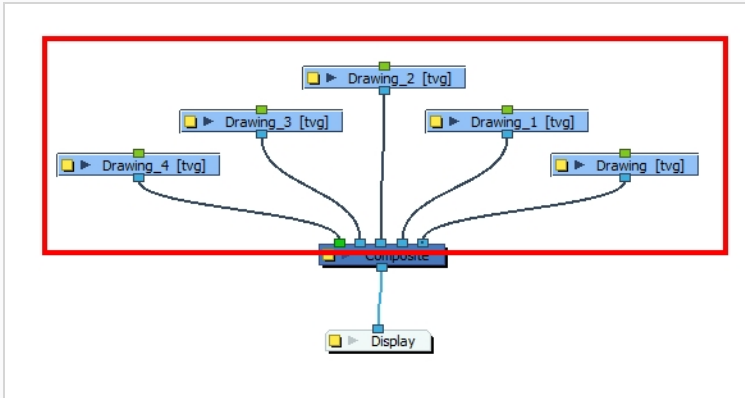 Drawing_2 [tvg]
Drawing_3 [tvg]
Drawing_1 [tvg]
Drawing_4 [tvg]
Drawing [tvg]
Composite
Display